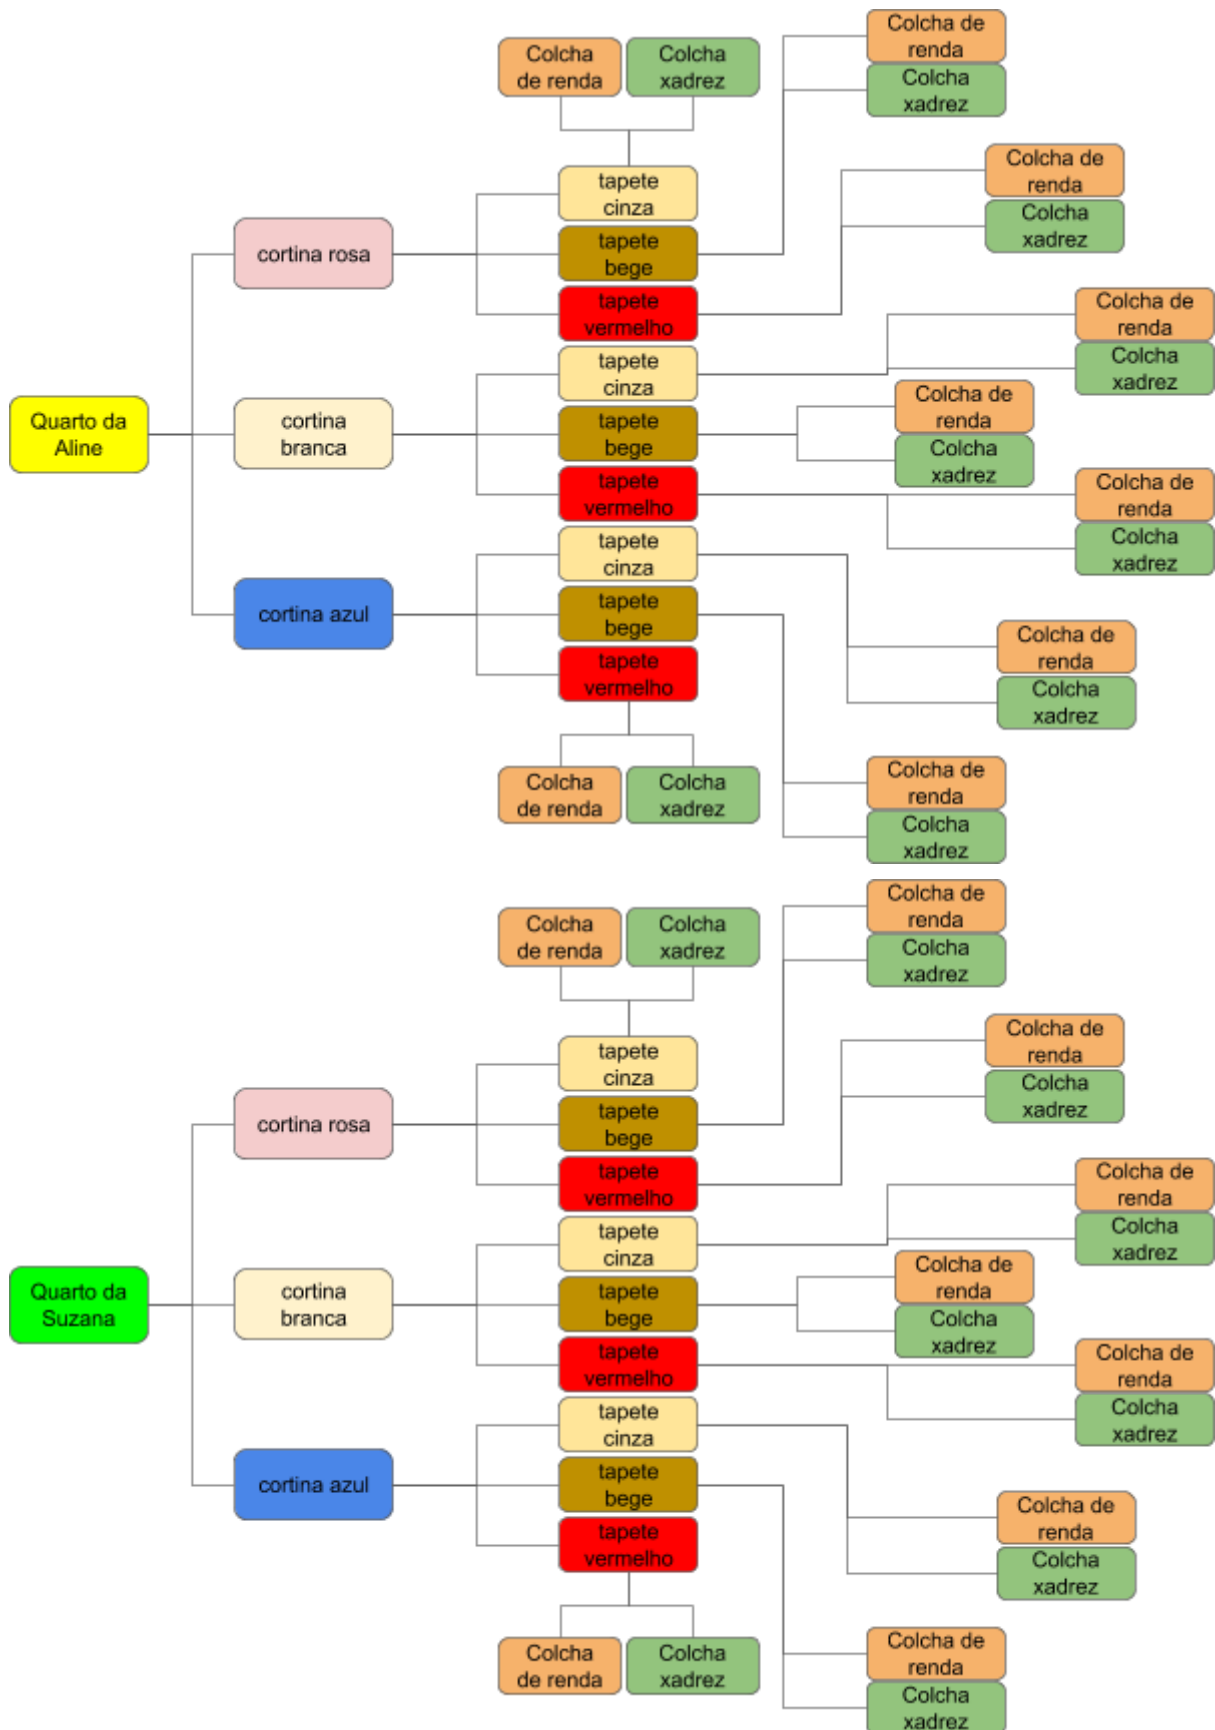 Colcha de
renda
Colcha
xadrez
Colcha
de renda
Colcha
xadrez
Colcha de
renda
Colcha
xadrez
tapete
cinza
cortina rosa
tapete
bege
tapete
vermelho
Colcha de
renda
Colcha
xadrez
tapete
cinza
Quarto da
Aline
cortina
branca
tapete
bege
Colcha de
renda
Colcha
xadrez
tapete
vermelho
Colcha de
renda
Colcha
xadrez
tapete
cinza
cortina azul
tapete
bege
tapete
vermelho
Colcha de
renda
Colcha
xadrez
Colcha
de renda
Colcha
xadrez
Colcha de
renda
Colcha
xadrez
Colcha de
renda
Colcha
xadrez
Colcha
de renda
Colcha
xadrez
Colcha de
renda
Colcha
xadrez
tapete
cinza
cortina rosa
tapete
bege
tapete
vermelho
Colcha de
renda
Colcha
xadrez
tapete
cinza
Quarto da
Suzana
cortina
branca
tapete
bege
Colcha de
renda
Colcha
xadrez
tapete
vermelho
Colcha de
renda
Colcha
xadrez
tapete
cinza
cortina azul
tapete
bege
tapete
vermelho
Colcha de
renda
Colcha
xadrez
Colcha
de renda
Colcha
xadrez
Colcha de
renda
Colcha
xadrez